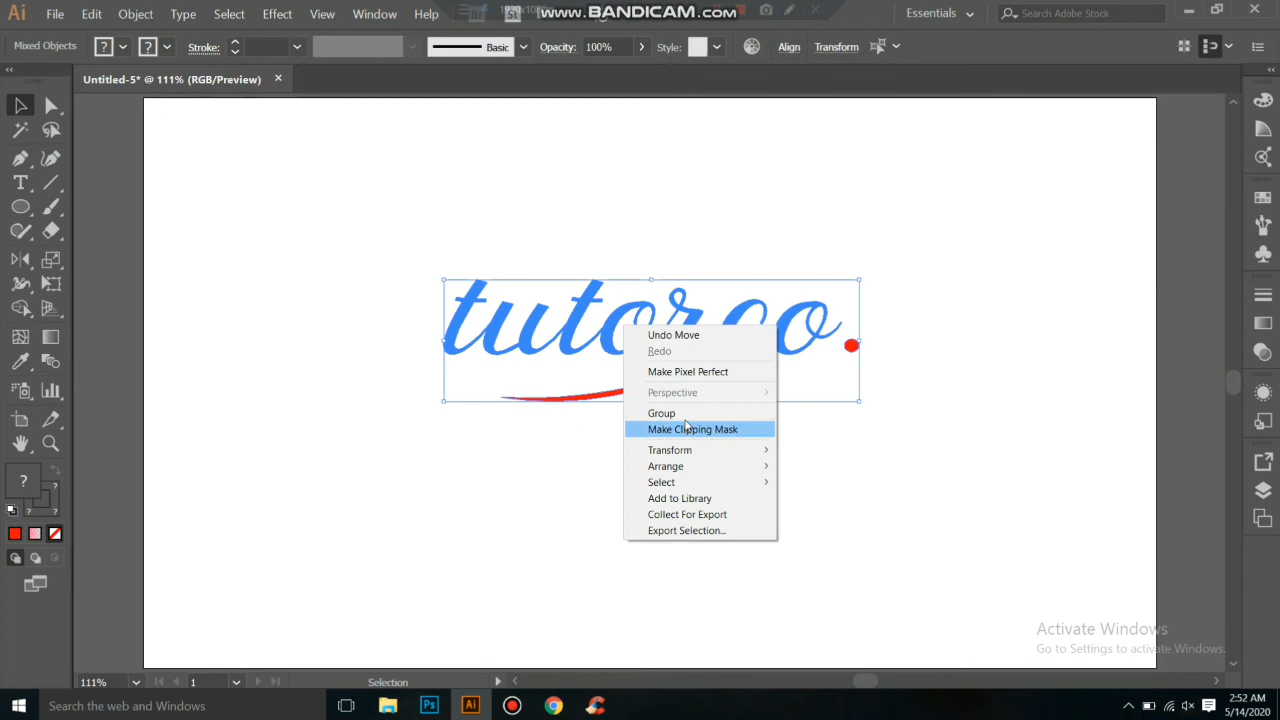 Ai File Edit Object Type Select Effect View Window Help
Br St
www.BANDICAM.com
Essentials
Search Adobe Stock
Mixed Objects ? ? Stroke: Basic Opacity: 100% Style: Align Transform
Untitled-5* @ 111% (RGB/Preview)
T
tutorco.
Undo Move
Redo
Make Pixel Perfect
Perspective
Group
Make Clipping Mask
Transform
Arrange
Select
Add to Library
Collect For Export
Export Selection...
?
?
? ?
Activate Windows
Go to Settings to activate Windows.
111% 1 Selection
Search the web and Windows
Ps Ai
2:52 AM
5/14/2020